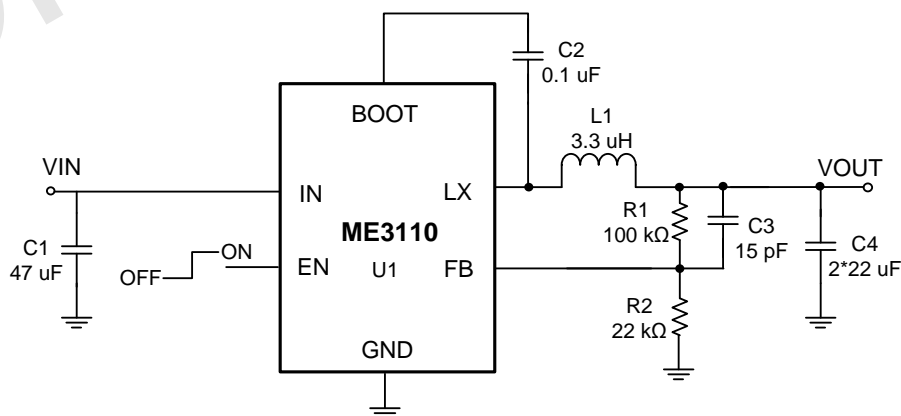 C2
0.1 uF
BOOT
L1
3.3 uH
VIN
VOUT
IN
LX
R1
100 kΩ
C3
15 pF
ME3110
C1
47 uF
ON
OFF
EN
U1
FB
C4
2*22 uF
R2
22 kΩ
GND